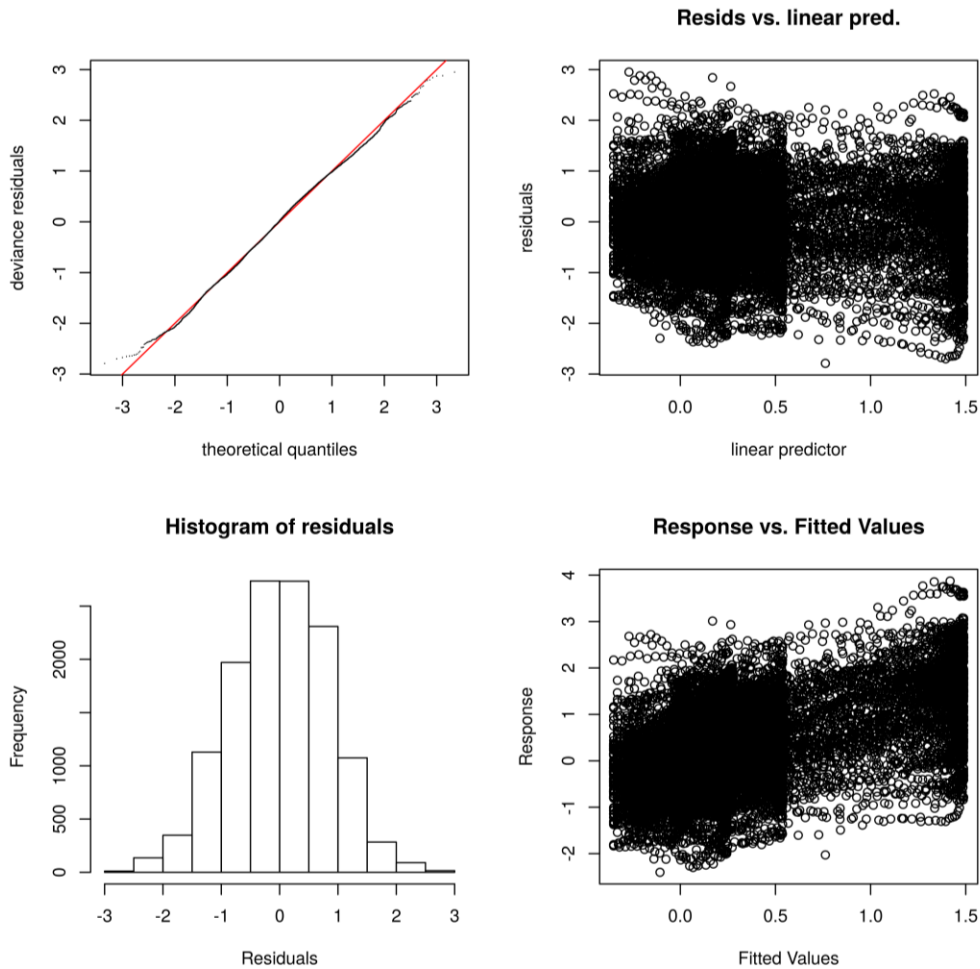 deviance residuals
3
2
1
0
-1
-2
-3
-3 -2 -1 0 1 2 3
theoretical quantiles
Resids vs. linear pred.
residuals
3
2
1
0
-1
-2
-3
0.0 0.5 1.0 1.5
linear predictor
Histogram of residuals
Frequency
2000
1000
500
0
-3 -2 -1 0 1 2 3
Residuals
Response vs. Fitted Values
Response
4
3
2
1
0
-1
-2
0.0 0.5 1.0 1.5
Fitted Values